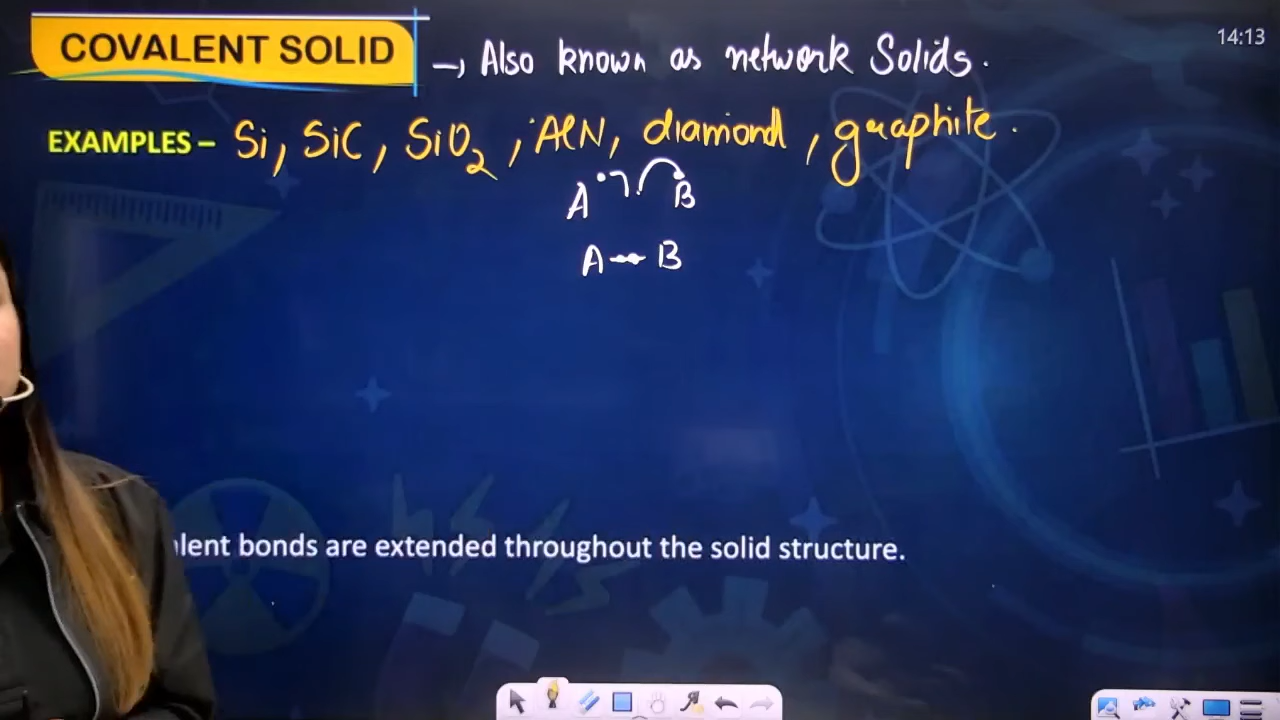 COVALENT SOLID → Also known as network Solids.
14:13
EXAMPLES – Si, SiC, SiO2, AlN, diamond, graphite.
A B
A — B
bonds are extended throughout the solid structure.